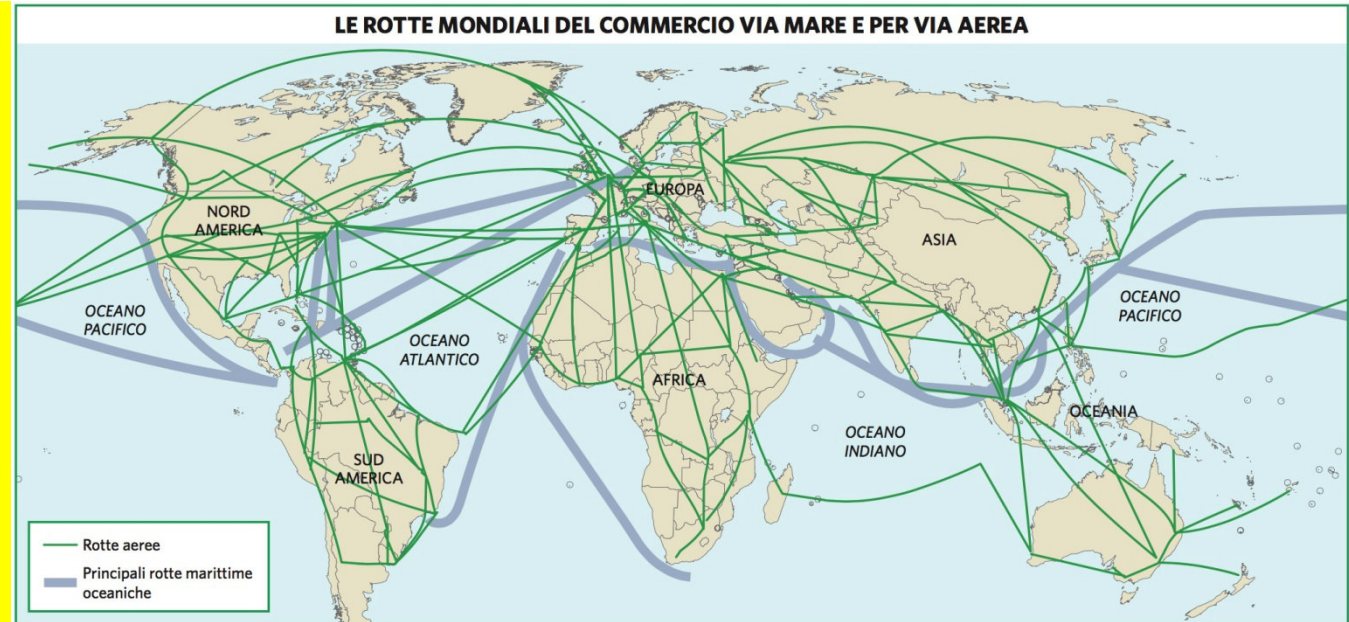 LE ROTTE MONDIALI DEL COMMERCIO VIA MARE E PER VIA AEREA
EUROPA
NORD
AMERICA
ASIA
OCEANO
PACIFICO
OCEANO
PACIFICO
OCEANO
ATLANTICO
AFRICA
OCEANIA
OCEANO
INDIANO
SUD
AMERICA
Rotte aeree
Principali rotte marittime
oceaniche